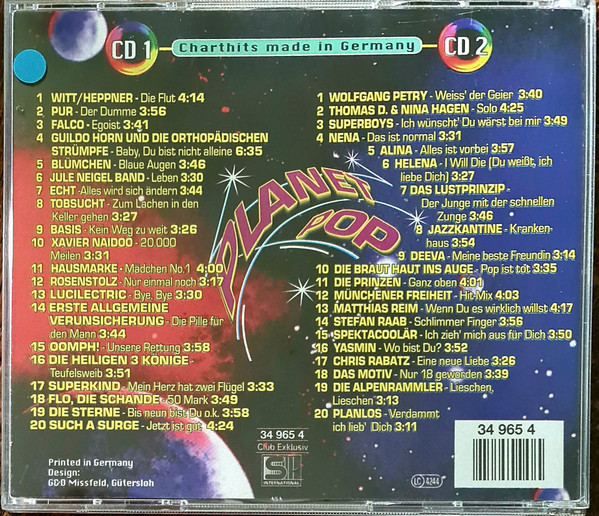 CD 1
Charthits made in Germany
CD 2
1 WITT/HEPPNER - Die Flut 4:14
2 PUR - Der Dumme 3:56
3 FALCO - Egoist 3:41
4 GUILDO HORN UND DIE ORTHOPÄDISCHEN
STRÜMPFE - Baby, Du bist nicht alleine 6:35
5 BLÜMCHEN - Blaue Augen 3:46
6 JULE NEIGEL BAND - Leben 3:30
7 ECHT - Alles wird sich ändern 3:44
8 TOBSUCHT - Zum Lachen in den
Keller gehen 3:27
9 BASIS - Kein Weg zu weit 3:26
10 XAVIER NAIDOO - 20.000
Meilen 3:31
11 HAUSMARKE - Mädchen No.1 4:00
12 ROSENSTOLZ - Nur einmal noch 3:17
13 LUCILECTRIC - Bye, Bye 3:30
14 ERSTE ALLGEMEINE
VERUNSICHERUNG - Die Pille für
den Mann 3:44
15 OOMPH! - Unsere Rettung 3:58
16 DIE HEILIGEN 3 KÖNIGE -
Teufelsweib 3:51
17 SUPERKIND - Mein Herz hat zwei Flügel 3:33
18 FLO, DIE SCHANDE - 50 Mark 3:49
19 DIE STERNE - Bis neun bist Du o.k. 3:58
20 SUCH A SURGE - Jetzt ist gut 4:24
PLANET
POP
1 WOLFGANG PETRY - Weiss' der Geier 3:40
2 THOMAS D. & NINA HAGEN - Solo 4:25
3 SUPERBOYS - Ich wünscht' Du wärst bei mir 3:49
4 NENA - Das ist normal 3:31
5 ALINA - Alles ist vorbei 3:57
6 HELENA - I Will Die (Du weißt, ich
liebe Dich) 3:27
7 DAS LUSTPRINZIP -
Der Junge mit der schnellen
Zunge 3:46
8 JAZZKANTINE - Kranken-
haus 3:54
9 DEEVA - Meine beste Freundin 3:14
10 DIE BRAUT HAUT INS AUGE - Pop ist tot 3:35
11 DIE PRINZEN - Ganz oben 4:01
12 MÜNCHENER FREIHEIT - Hit-Mix 4:03
13 MATTHIAS REIM - Wenn Du es wirklich willst 4:17
14 STEFAN RAAB - Schlimmer Finger 3:56
15 SPEKTACOOLÄR - Ich zieh' mich aus für Dich 3:50
16 YASMIN - Wo bist Du? 3:52
17 CHRIS RABATZ - Eine neue Liebe 3:26
18 DAS MOTIV - Nur 18 geworden 3:39
19 DIE ALPENRAMMLER - Lieschen,
Lieschen 3:13
20 PLANLOS - Verdammt
ich lieb' Dich 3:11
Printed in Germany
Design:
G&D Missfeld, Gütersloh
34 965 4
Club Exklusiv
INTERNATIONAL
LC 4244
34 965 4